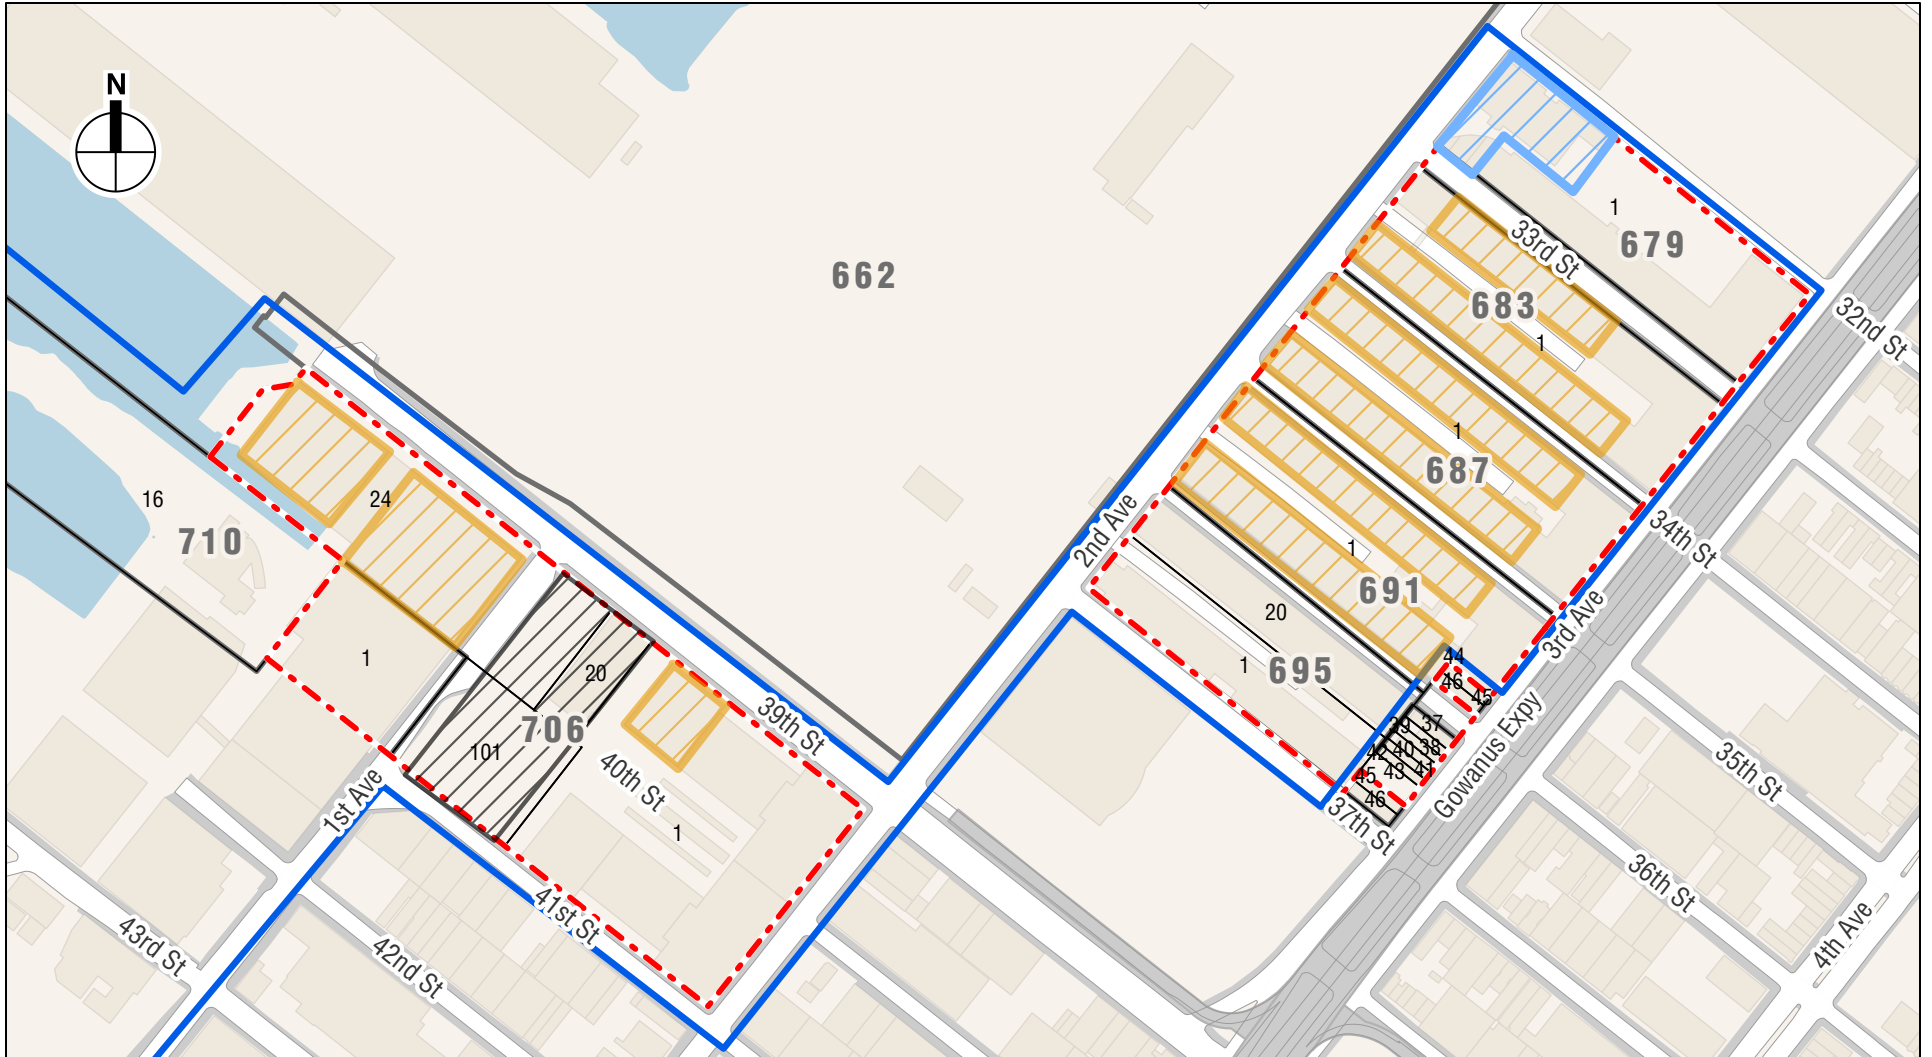 N
662
1
679
33rd St
32nd St
683
1
1
687
34th St
16
24
710
2nd Ave
1
691
20
3rd Ave
1
695
44
46
45
1
20
706
39th St
101
40th St
39
37
42
40
38
45
43
41
46
Gowanus Expy
37th St
35th St
1st Ave
1
36th St
41st St
43rd St
42nd St
4th Ave